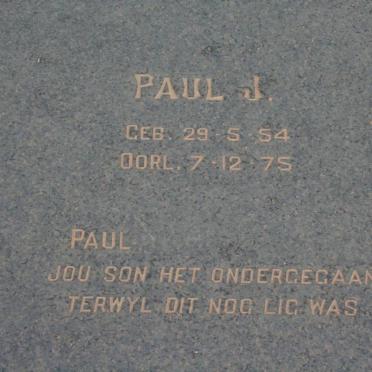 PAUL J.
GEB. 29-5-54
OORL. 7-12-75
PAUL
JOU SON HET ONDERGEGAAN
TERWYL DIT NOG LIG WAS